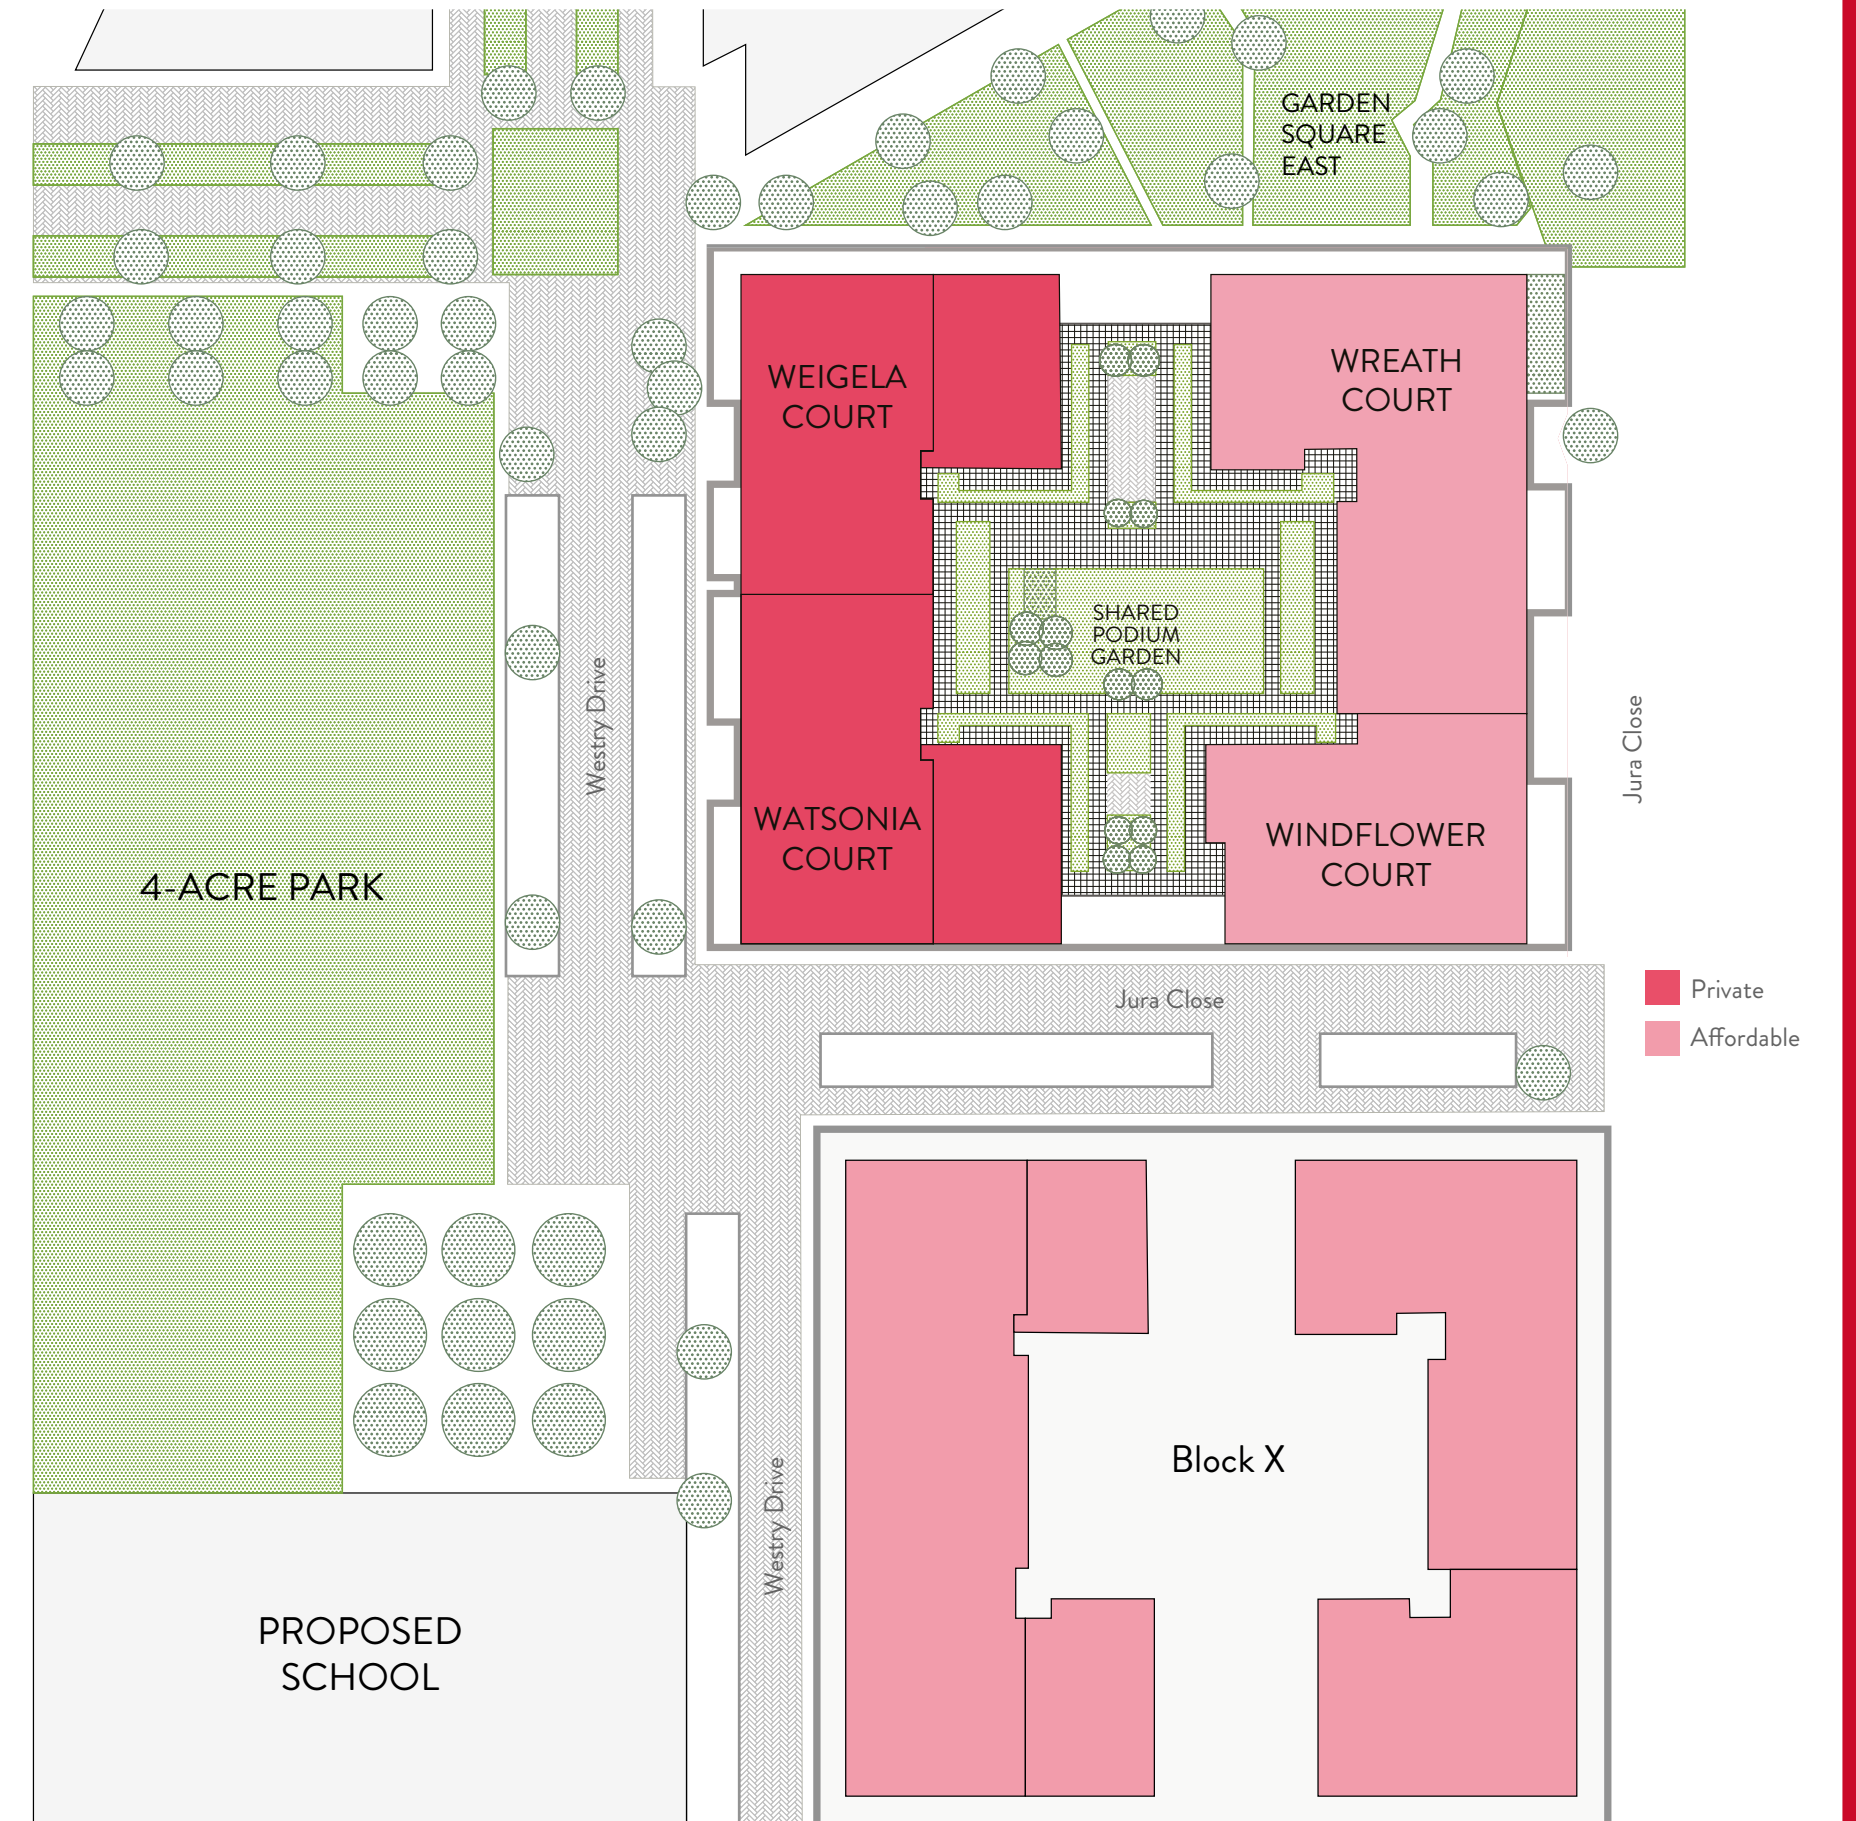 GARDEN
SQUARE
EAST
WEIGELA
COURT
WREATH
COURT
SHARED
PODIUM
GARDEN
Westry Drive
Jura Close
WATSONIA
COURT
WINDFLOWER
COURT
4-ACRE PARK
Jura Close
Private
Affordable
Block X
Westry Drive
PROPOSED
SCHOOL